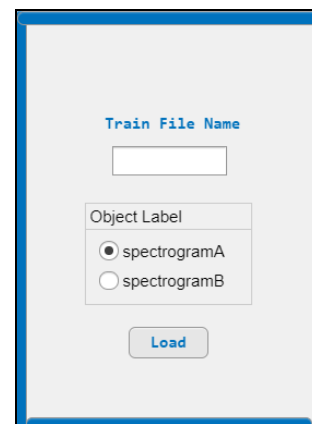 Train File Name
Object Label
spectrogramA
spectrogramB
Load